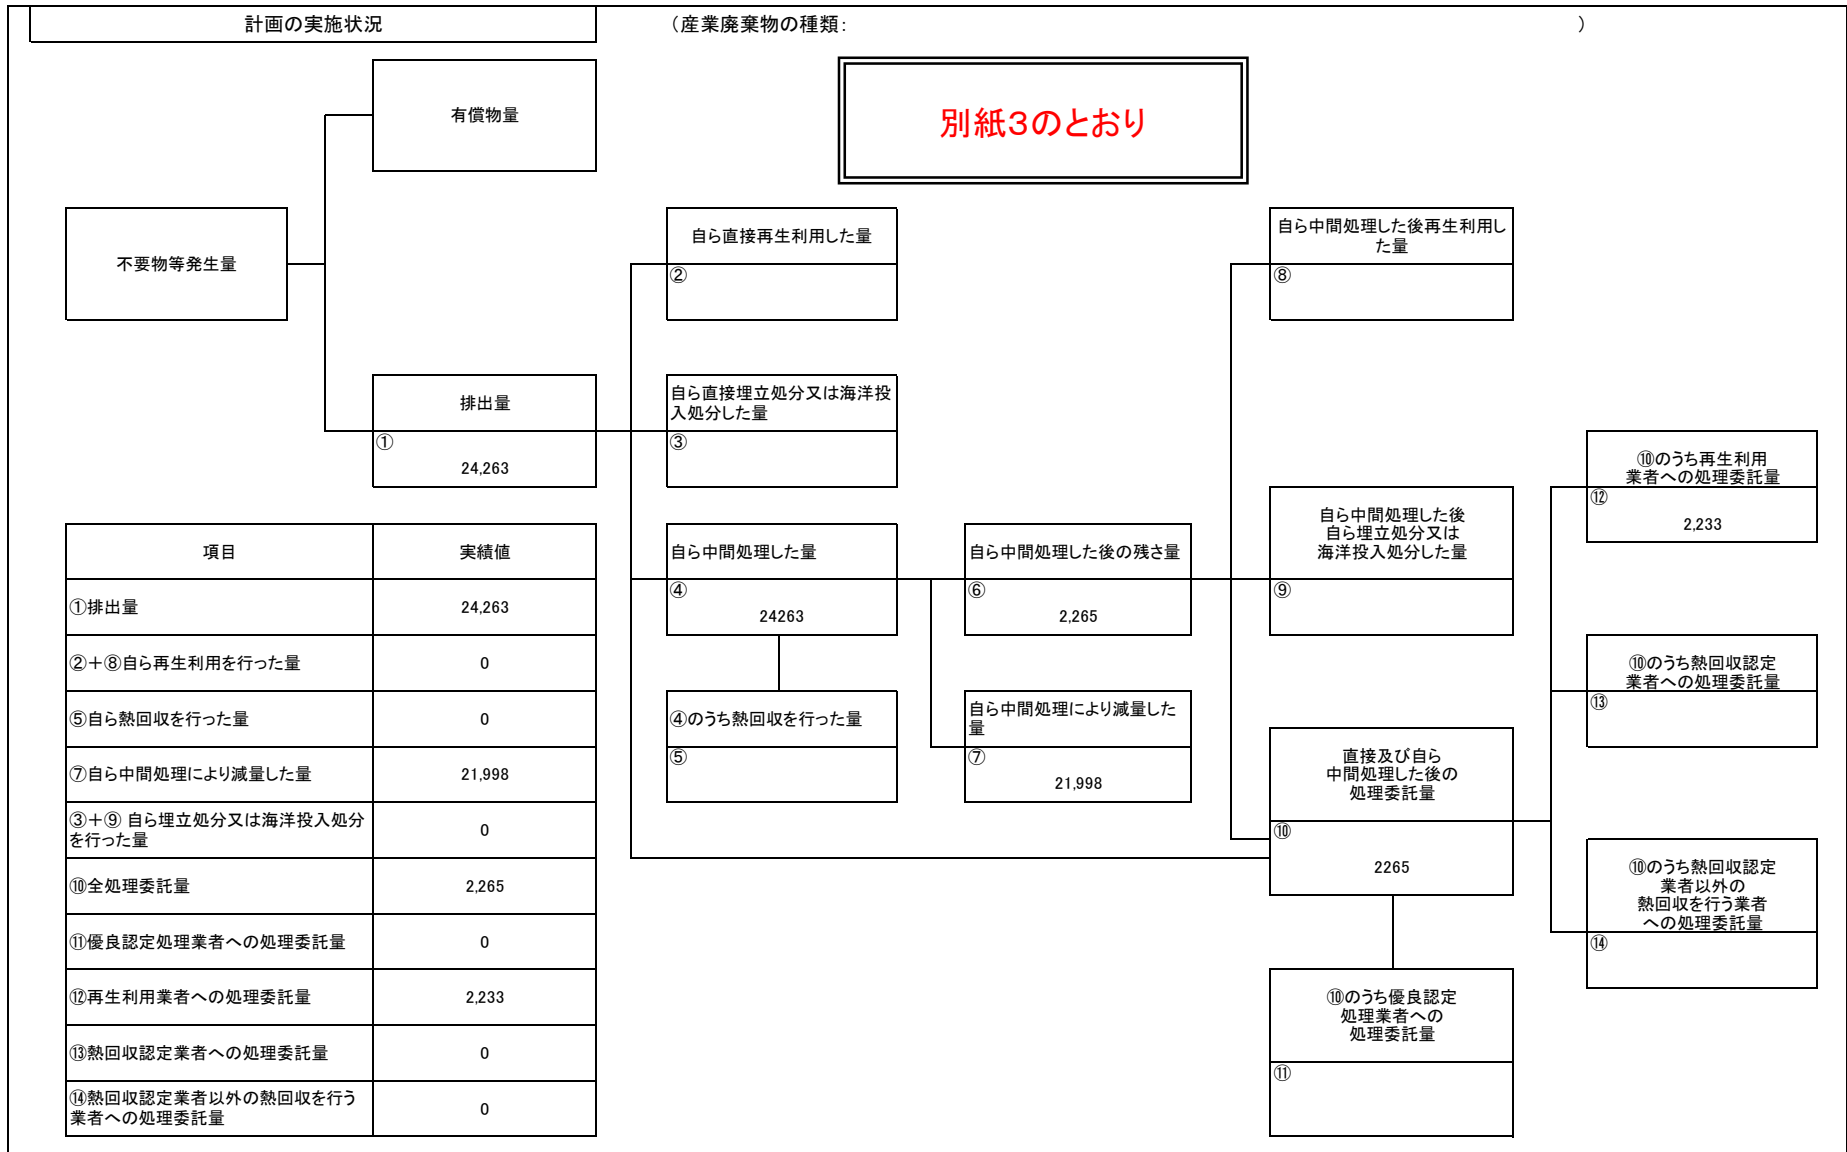 計画の実施状況
（産業廃棄物の種類：　）
有償物量
別紙３のとおり
不要物等発生量
自ら直接再生利用した量
②
自ら中間処理した後再生利用し
た量
⑧
排出量
①
24,263
自ら直接埋立処分又は海洋投
入処分した量
③
⑩のうち再生利用
業者への処理委託量
⑫
2,233
自ら中間処理した量
④
24263
自ら中間処理した後の残さ量
⑥
2,265
自ら中間処理した後
自ら埋立処分又は
海洋投入処分した量
⑨
⑩のうち熱回収認定
業者への処理委託量
⑬
④のうち熱回収を行った量
⑤
自ら中間処理により減量した
量
⑦
21,998
直接及び自ら
中間処理した後の
処理委託量
⑩
2265
⑩のうち熱回収認定
業者以外の
熱回収を行う業者
への処理委託量
⑭
⑩のうち優良認定
処理業者への
処理委託量
⑪
項目 実績値
①排出量 24,263
②＋⑧自ら再生利用を行った量 0
⑤自ら熱回収を行った量 0
⑦自ら中間処理により減量した量 21,998
③＋⑨ 自ら埋立処分又は海洋投入処分
を行った量 0
⑩全処理委託量 2,265
⑪優良認定処理業者への処理委託量 0
⑫再生利用業者への処理委託量 2,233
⑬熱回収認定業者への処理委託量 0
⑭熱回収認定業者以外の熱回収を行う
業者への処理委託量 0